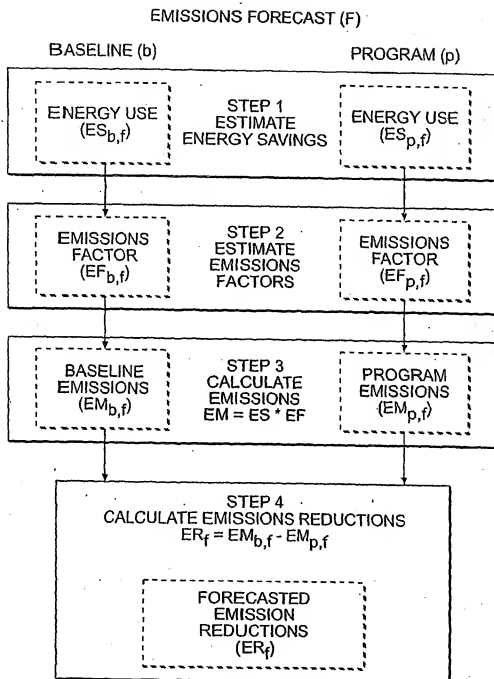 EMISSIONS FORECAST (F)
BASELINE (b)
PROGRAM (p)
ENERGY USE
(ES_b,f)
STEP 1
ESTIMATE
ENERGY SAVINGS
ENERGY USE
(ES_p,f)
EMISSIONS
FACTOR
(EF_b,f)
STEP 2
ESTIMATE
EMISSIONS
FACTORS
EMISSIONS
FACTOR
(EF_p,f)
BASELINE
EMISSIONS
(EM_b,f)
STEP 3
CALCULATE
EMISSIONS
EM = ES * EF
PROGRAM
EMISSIONS
(EM_p,f)
STEP 4
CALCULATE EMISSIONS REDUCTIONS
ER_f = EM_b,f - EM_p,f
FORECASTED
EMISSION
REDUCTIONS
(ER_f)